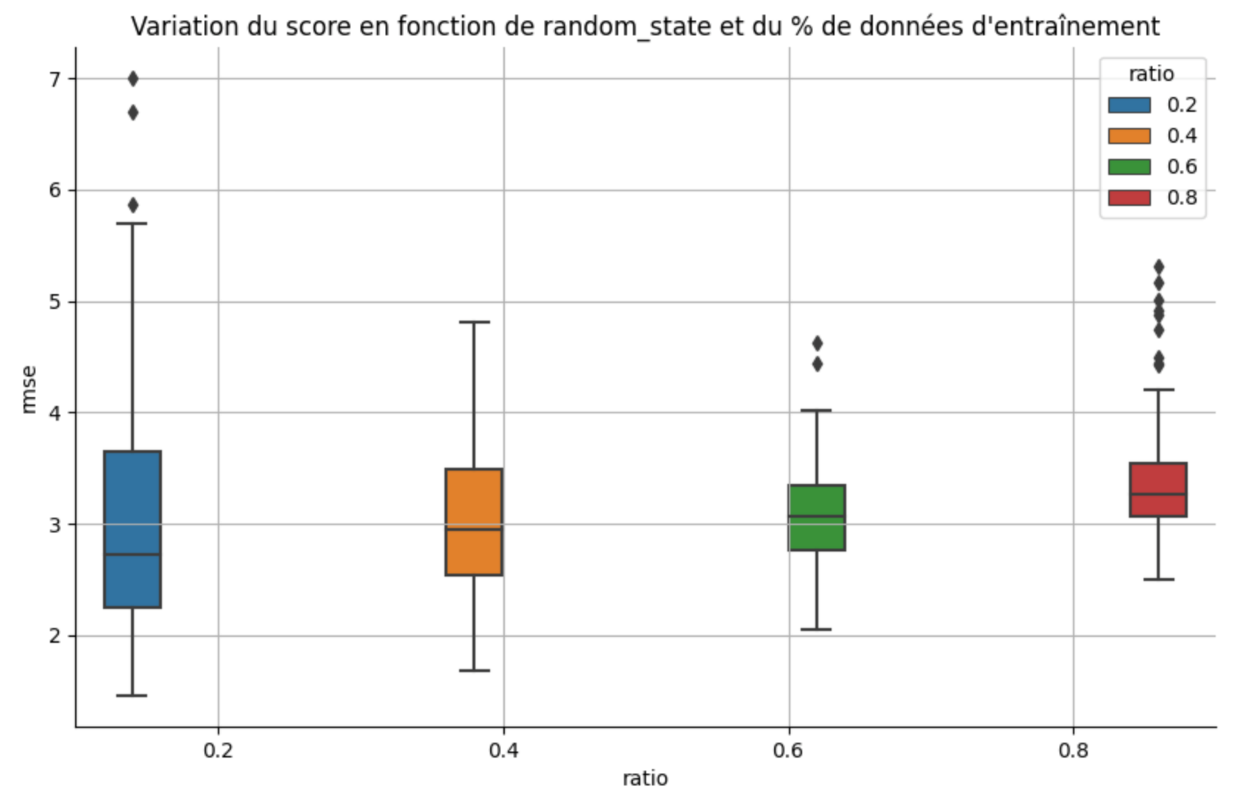 Variation du score en fonction de random_state et du % de données d'entraînement
ratio
0.2
0.4
0.6
0.8
7
6
5
4
3
2
rmse
0.2 0.4 0.6 0.8
ratio